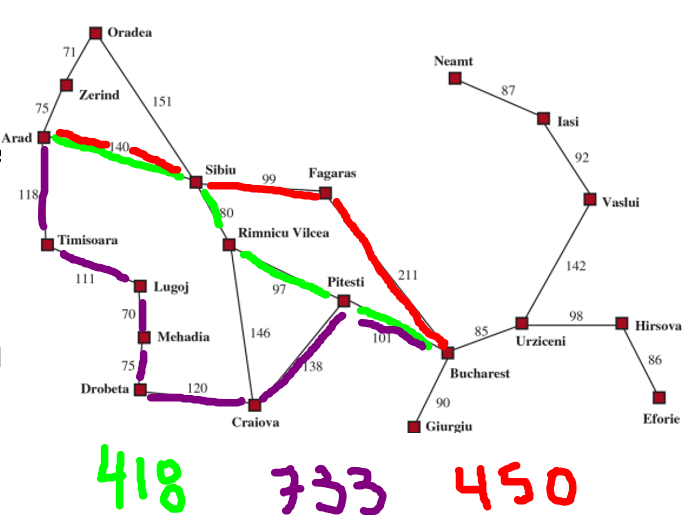 Oradea
71
Neamt
Zerind
87
151
75
Iasi
Arad
140
Sibiu
Fagaras
92
99
118
80
Vaslui
Timisoara
Rimnicu Vilcea
142
111
Lugoj
97
Pitesti
211
70
98
Hirsova
Mehadia
146
101
85
Urziceni
75
138
86
Bucharest
Drobeta
120
90
Craiova
Giurgiu
Eforie
418 733 450